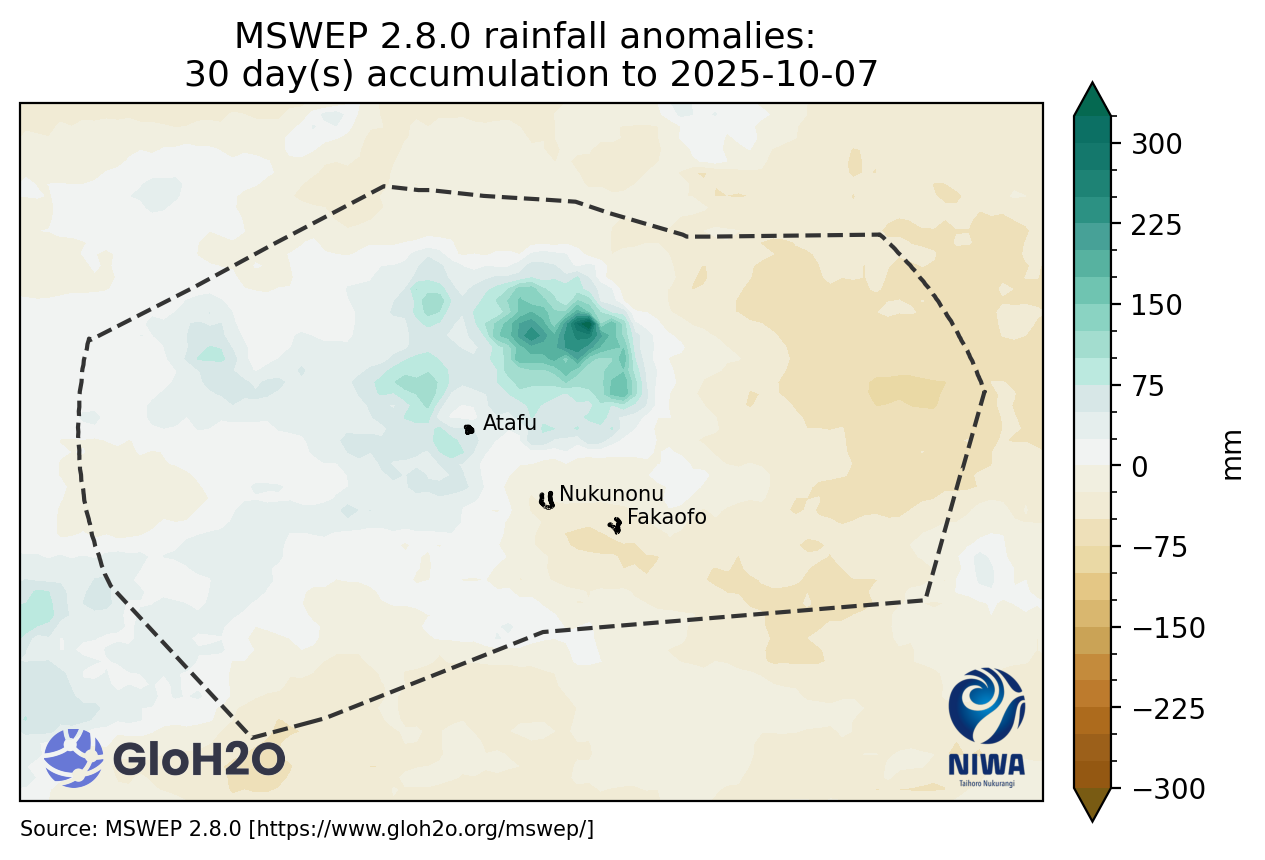 MSWEP 2.8.0 rainfall anomalies:
30 day(s) accumulation to 2025-10-07
300
225
150
75
0
−75
−150
−225
−300
mm
Atafu
Nukunonu
Fakaofo
GloH2O
NIWA
Taihoro Nukurangi
Source: MSWEP 2.8.0 [https://www.gloh2o.org/mswep/]